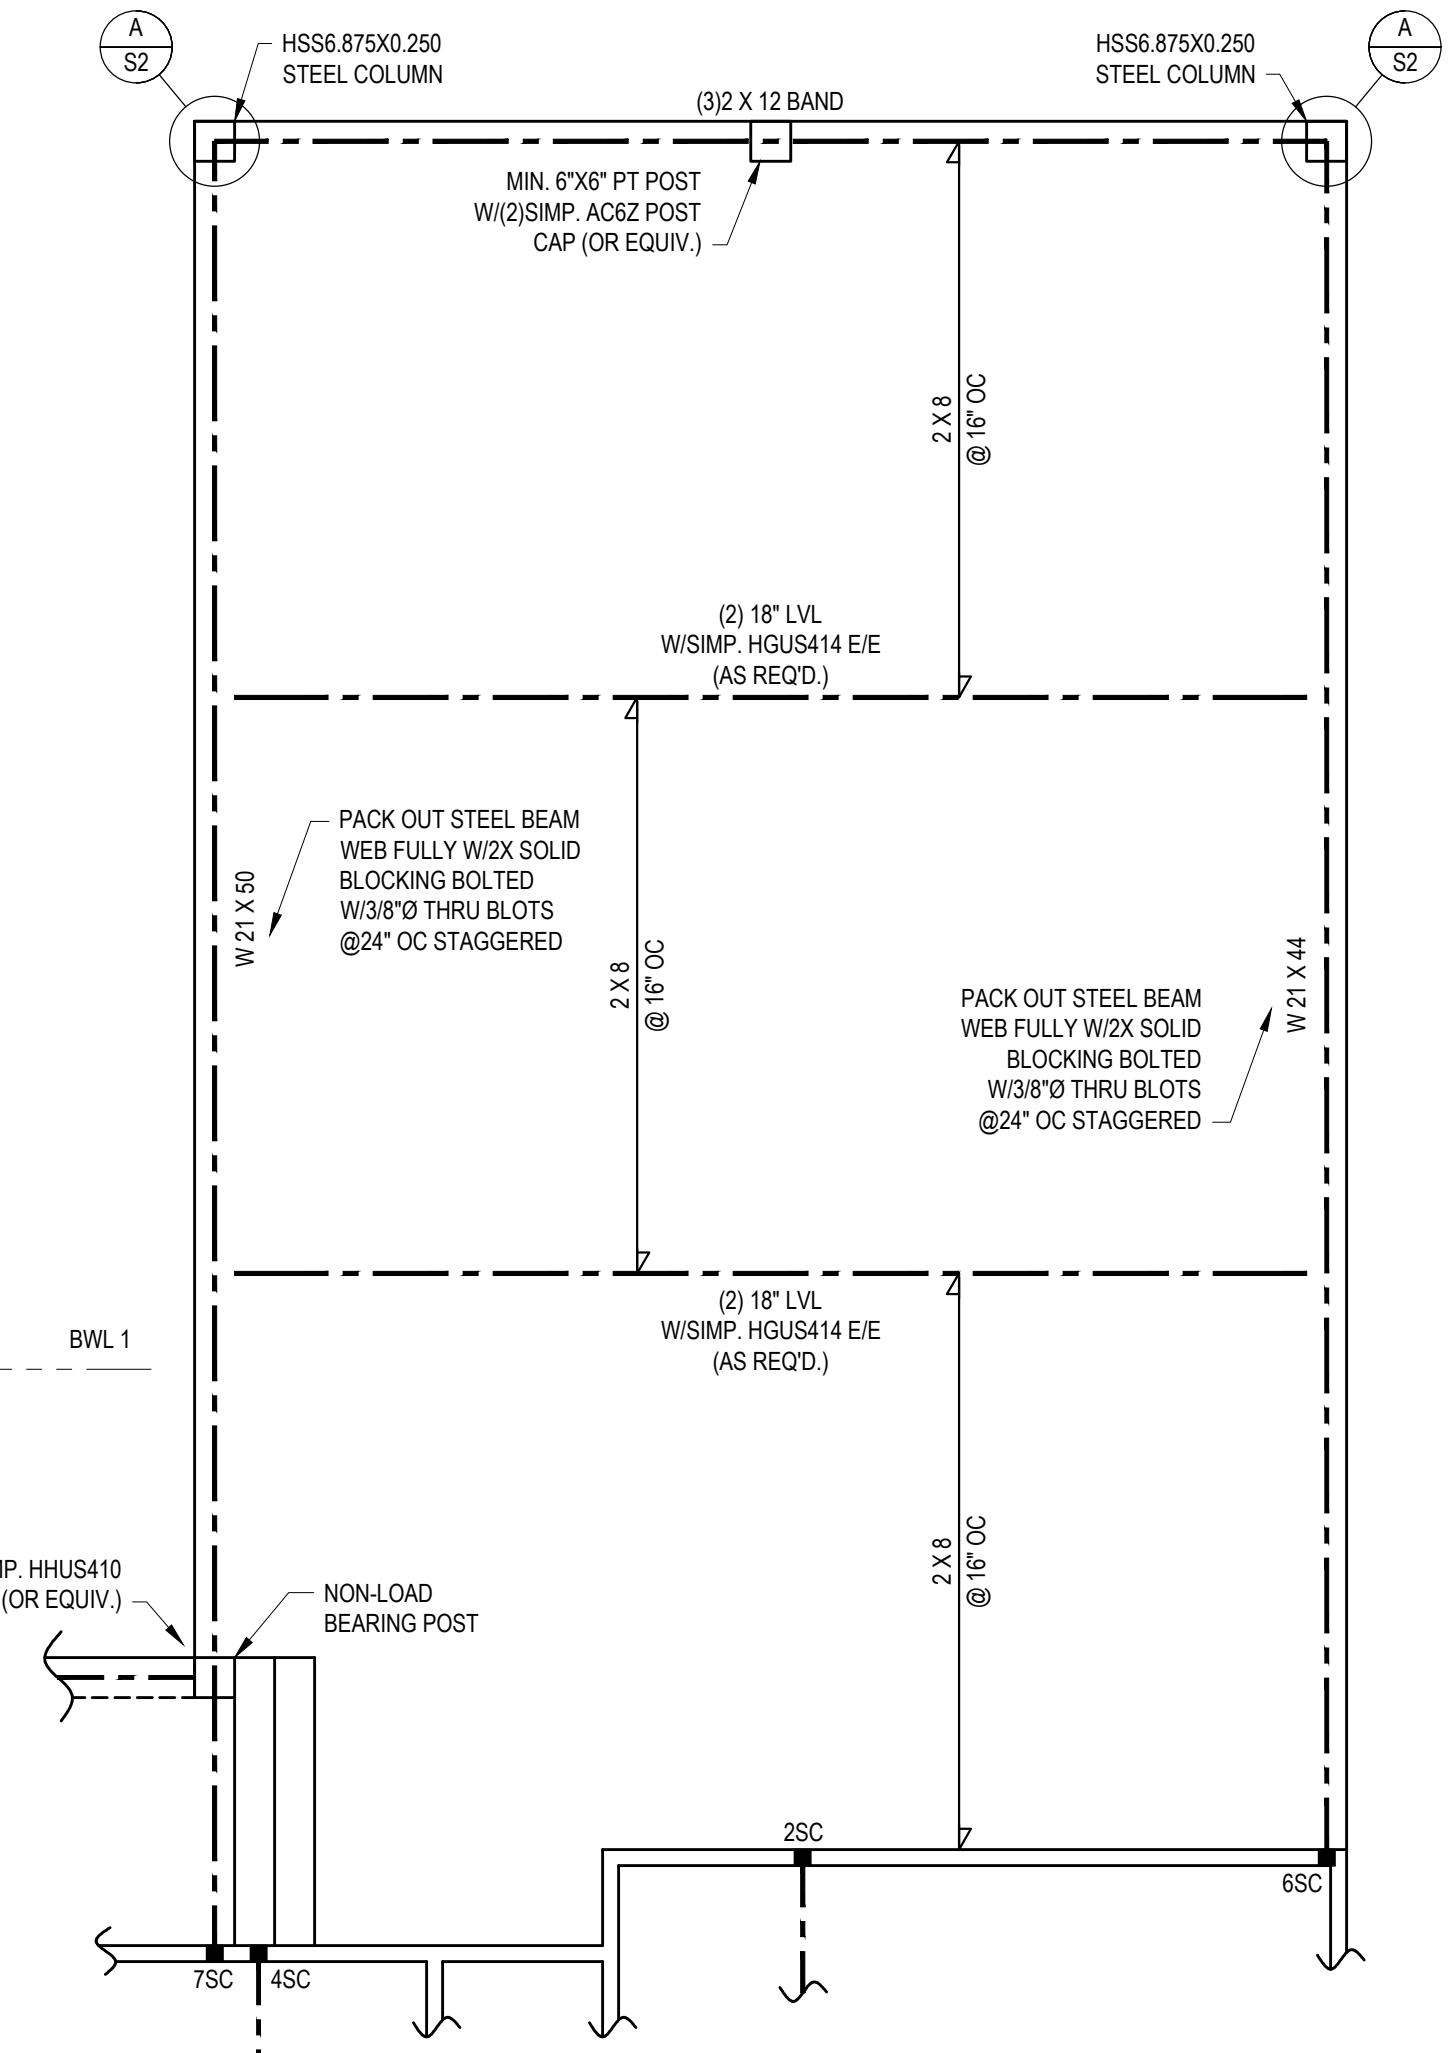 A
S2
HSS6.875X0.250
STEEL COLUMN
HSS6.875X0.250
STEEL COLUMN
A
S2
(3)2 X 12 BAND
MIN. 6"X6" PT POST
W/(2)SIMP. AC6Z POST
CAP (OR EQUIV.)
2 X 8
@ 16" OC
(2) 18" LVL
W/SIMP. HGUS414 E/E
(AS REQ'D.)
PACK OUT STEEL BEAM
WEB FULLY W/2X SOLID
BLOCKING BOLTED
W/3/8"Ø THRU BLOTS
@24" OC STAGGERED
W 21 X 50
2 X 8
@ 16" OC
W 21 X 44
PACK OUT STEEL BEAM
WEB FULLY W/2X SOLID
BLOCKING BOLTED
W/3/8"Ø THRU BLOTS
@24" OC STAGGERED
(2) 18" LVL
W/SIMP. HGUS414 E/E
(AS REQ'D.)
BWL 1
2 X 8
@ 16" OC
HHUS410
(OR EQUIV.)
NON-LOAD
BEARING POST
2SC
6SC
7SC
4SC